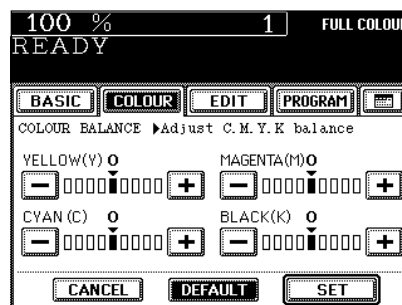 100 % 1 FULL COLOU
READY
BASIC COLOUR EDIT PROGRAM
COLOUR BALANCE ▶Adjust C.M.Y.K balance
YELLOW(Y) 0 MAGENTA(M) 0
CYAN (C) 0 BLACK(K) 0
CANCEL DEFAULT SET